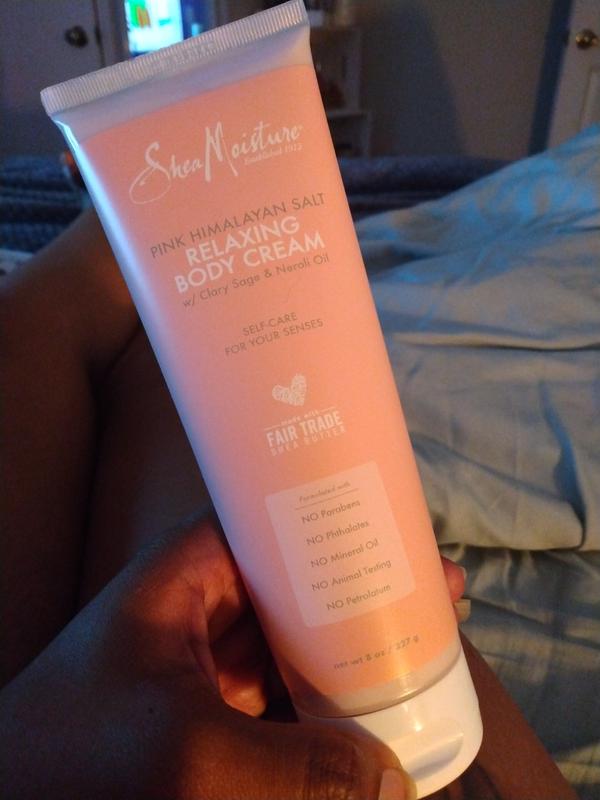 SheaMoisture
Established 1912
PINK HIMALAYAN SALT
RELAXING
BODY CREAM
w/ Clary Sage & Neroli Oil
SELF-CARE
FOR YOUR SENSES
made with
FAIR TRADE
SHEA BUTTER
Formulated with
NO Parabens
NO Phthalates
NO Mineral Oil
NO Animal Testing
NO Petrolatum
net wt 8 oz / 227 g